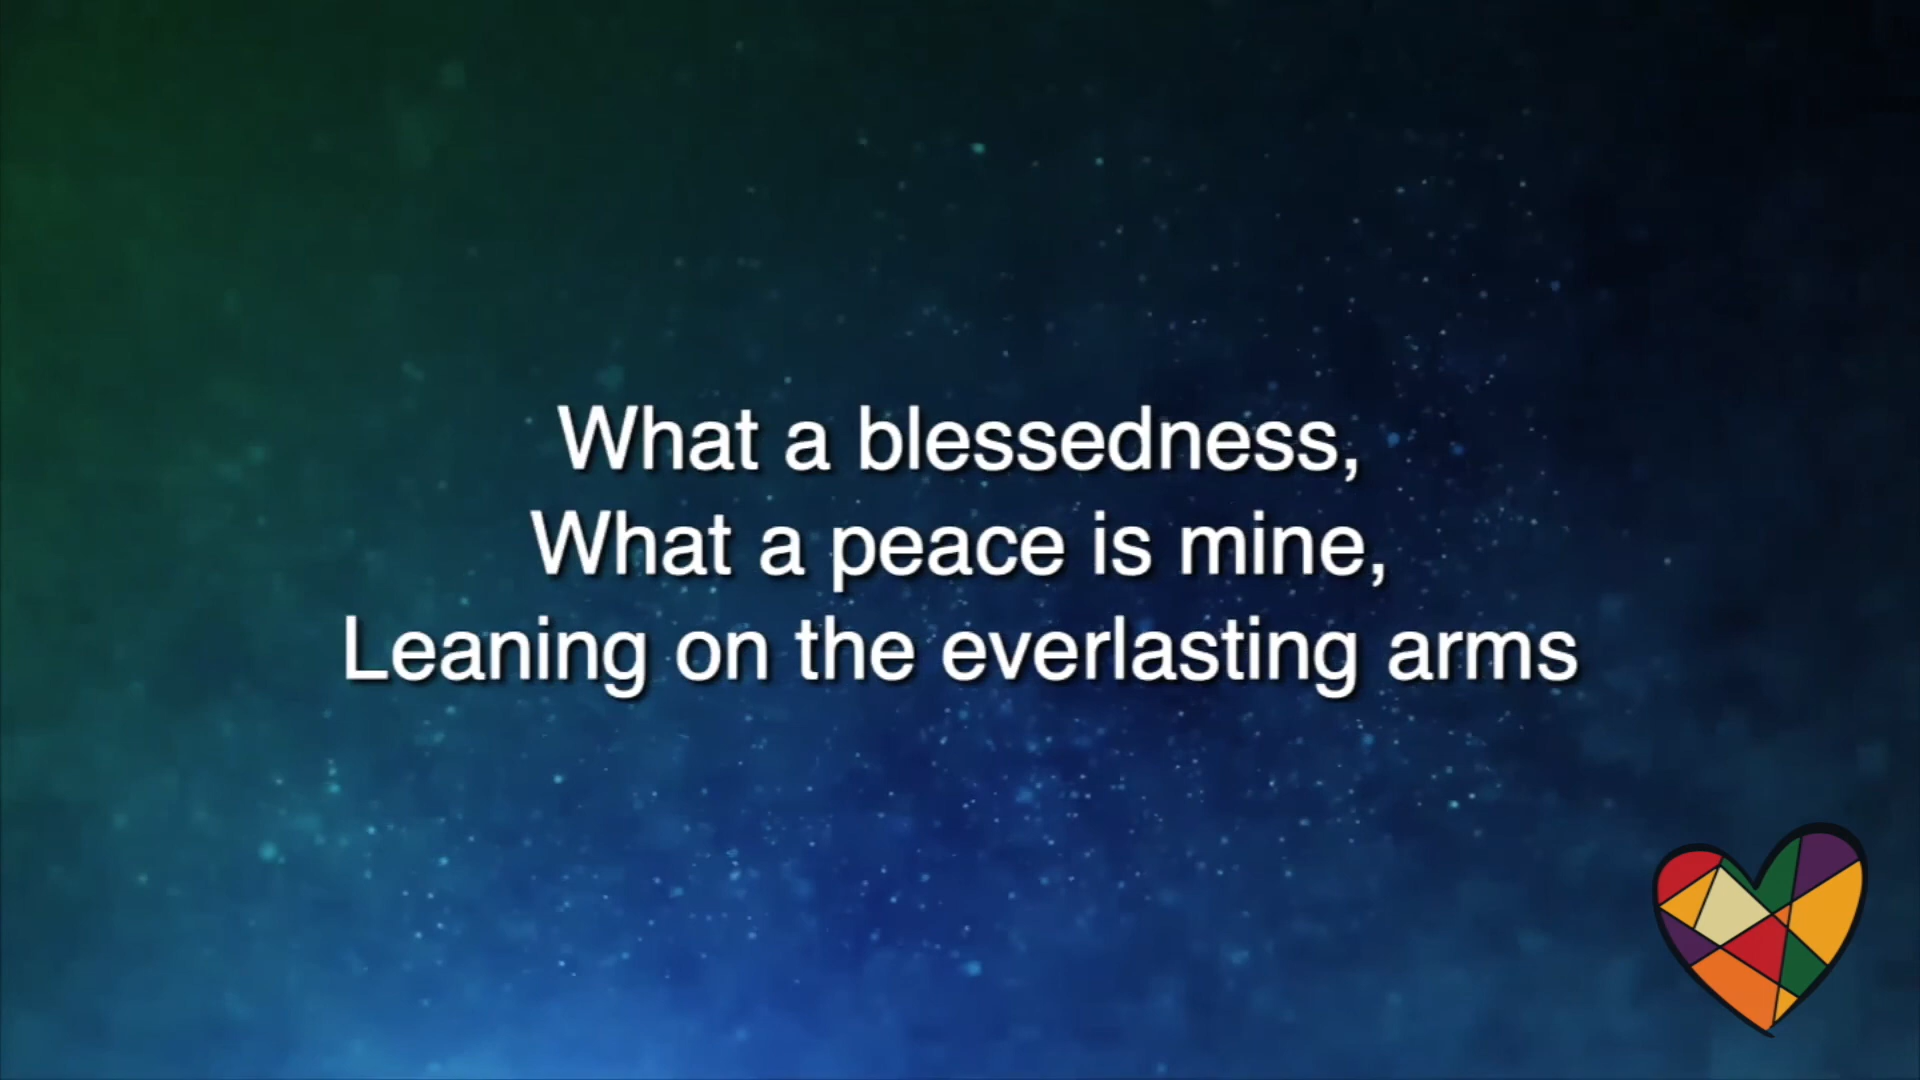 What a blessedness,
What a peace is mine,
Leaning on the everlasting arms